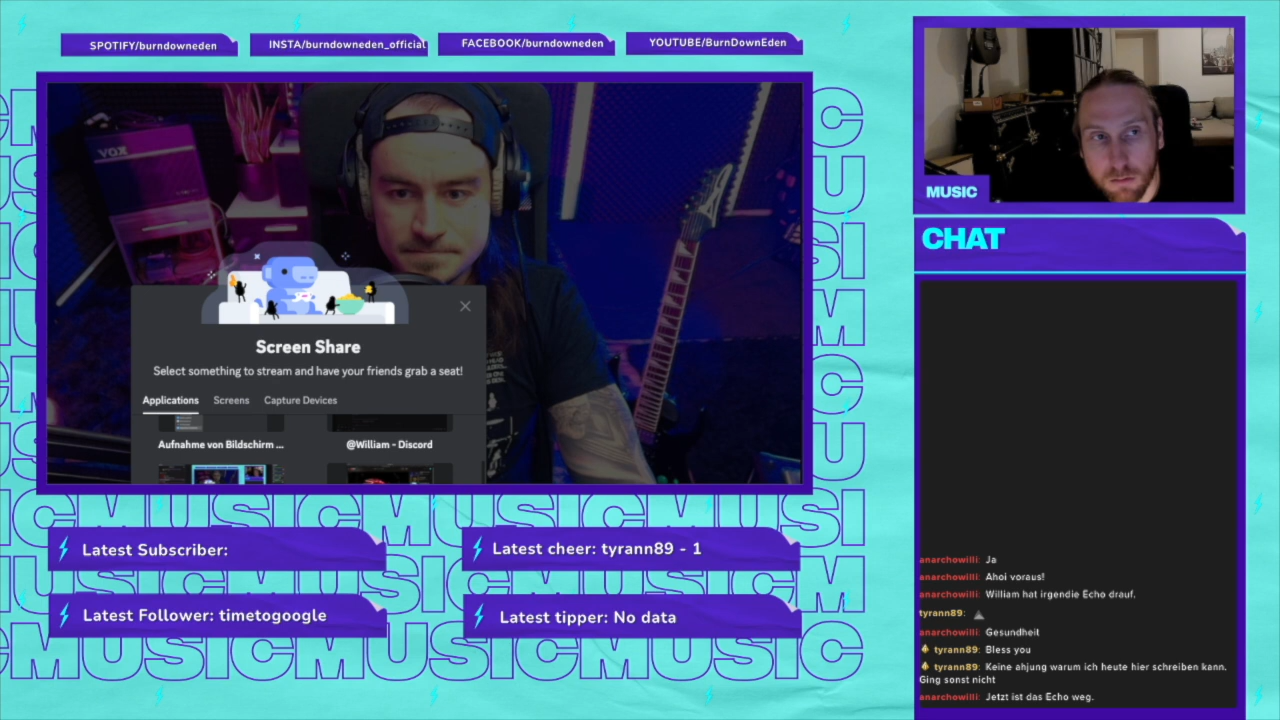 SPOTIFY/burndowneden
INSTA/burndowneden_official
FACEBOOK/burndowneden
YOUTUBE/BurnDownEden
VOX
MUSIC
CHAT
Screen Share
Select something to stream and have your friends grab a seat!
Applications
Screens
Capture Devices
Aufnahme von Bildschirm ...
@William - Discord
anarchowilli: Ja
anarchowilli: Ahoi voraus!
anarchowilli: William hat irgendie Echo drauf.
tyrann89:
anarchowilli: Gesundheit
tyrann89: Bless you
tyrann89: Keine ahjung warum ich heute hier schreiben kann.
Ging sonst nicht
anarchowilli: Jetzt ist das Echo weg.
Latest Subscriber:
Latest cheer: tyrann89 - 1
Latest Follower: timetogoogle
Latest tipper: No data
MUSICMUSICMUSICMUSIC
MUSICMUSICMUSICMUSIC
MUSICMUSICMUSICMUSIC